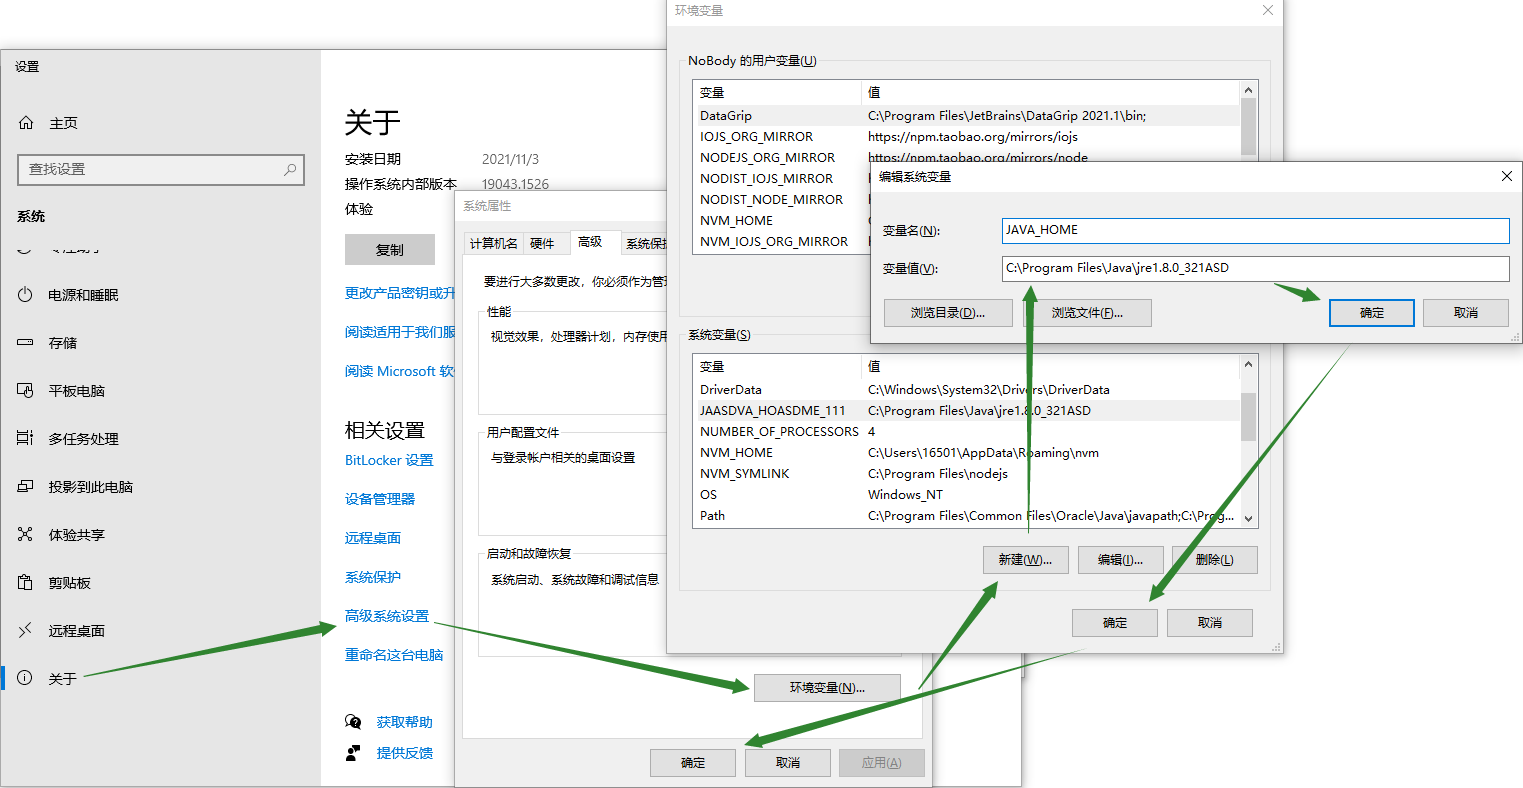 设置
主页
查找设置
系统
电源和睡眠
存储
平板电脑
多任务处理
投影到此电脑
体验共享
剪贴板
远程桌面
关于
关于
安装日期 2021/11/3
操作系统内部版本 19043.1526
体验
复制
更改产品密钥或升
阅读适用于我们服
阅读 Microsoft 软
相关设置
BitLocker 设置
设备管理器
远程桌面
系统保护
高级系统设置
重命名这台电脑
获取帮助
提供反馈
系统属性
计算机名 硬件 高级 系统保护
要进行大多数更改，你必须作为管理
性能
视觉效果，处理器计划，内存使用
用户配置文件
与登录帐户相关的桌面设置
启动和故障恢复
系统启动、系统故障和调试信息
环境变量(N)...
确定 取消 应用(A)
环境变量
NoBody 的用户变量(U)
变量 值
DataGrip C:\Program Files\JetBrains\DataGrip 2021.1\bin;
IOJS_ORG_MIRROR https://npm.taobao.org/mirrors/iojs
NODEJS_ORG_MIRROR https://npm.taobao.org/mirrors/node
NODIST_IOJS_MIRROR
NODIST_NODE_MIRROR
NVM_HOME
NVM_IOJS_ORG_MIRROR
系统变量(S)
变量 值
DriverData C:\Windows\System32\Drivers\DriverData
JAASDVA_HOASDME_111 C:\Program Files\Java\jre1.8.0_321ASD
NUMBER_OF_PROCESSORS 4
NVM_HOME C:\Users\16501\AppData\Roaming\nvm
NVM_SYMLINK C:\Program Files\nodejs
OS Windows_NT
Path C:\Program Files\Common Files\Oracle\Java\javapath;C:\Prog...
新建(W)... 编辑(I)... 删除(L)
确定 取消
编辑系统变量
变量名(N): JAVA_HOME
变量值(V): C:\Program Files\Java\jre1.8.0_321ASD
浏览目录(D)... 浏览文件(F)... 确定 取消